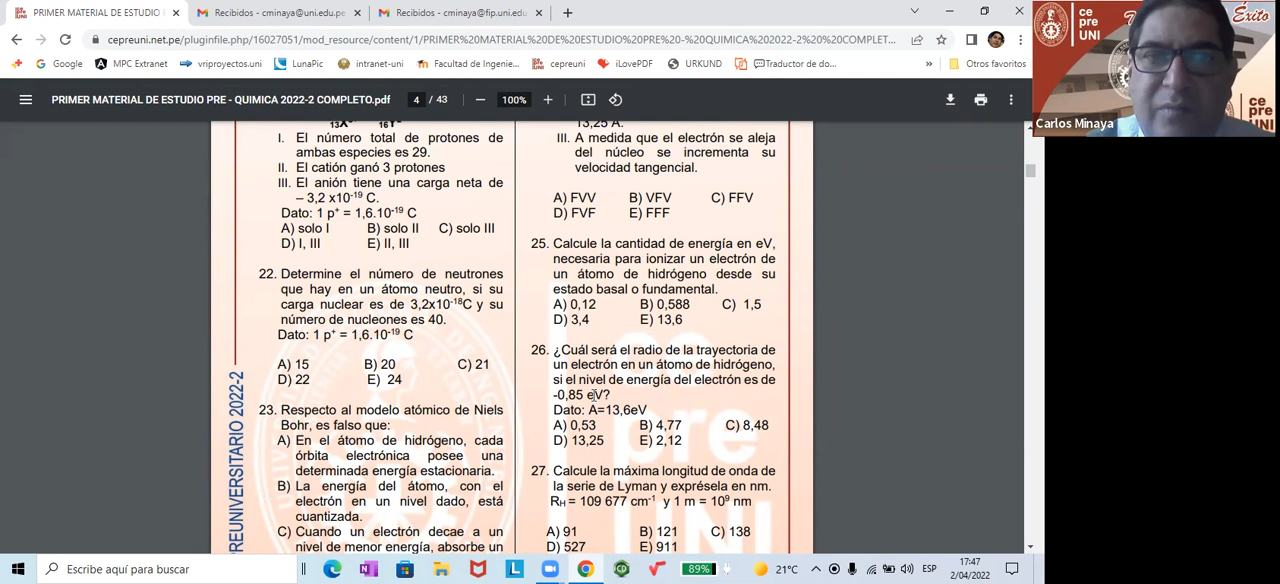 PRIMER MATERIAL DE ESTUDIO
Recibidos - cminaya@uni.edu.pe
Recibidos - cminaya@fip.uni.edu
cepreuni.net.pe/pluginfile.php/16027051/mod_resource/content/1/PRIMER%20MATERIAL%20DE%20ESTUDIO%20PRE%20-%20QUIMICA%202022-2%20%20COMPLET...
Google
MPC Extranet
vriproyectos.uni
LunaPic
intranet-uni
Facultad de Ingenie...
cepreuni
iLovePDF
URKUND
Traductor de do...
»
Otros favoritos
PRIMER MATERIAL DE ESTUDIO PRE - QUIMICA 2022-2 COMPLETO.pdf
4 / 43
100%
I. El número total de protones de
ambas especies es 29.
II. El catión ganó 3 protones
III. El anión tiene una carga neta de
– 3,2 x10⁻¹⁹ C.
Dato: 1 p⁺ = 1,6.10⁻¹⁹ C
A) solo I B) solo II C) solo III
D) I, III E) II, III
22. Determine el número de neutrones
que hay en un átomo neutro, si su
carga nuclear es de 3,2x10⁻¹⁸C y su
número de nucleones es 40.
Dato: 1 p⁺ = 1,6.10⁻¹⁹ C
A) 15 B) 20 C) 21
D) 22 E) 24
23. Respecto al modelo atómico de Niels
Bohr, es falso que:
A) En el átomo de hidrógeno, cada
órbita electrónica posee una
determinada energía estacionaria.
B) La energía del átomo, con el
electrón en un nivel dado, está
cuantizada.
C) Cuando un electrón decae a un
nivel de menor energía, absorbe un
13,25 Å.
III. A medida que el electrón se aleja
del núcleo se incrementa su
velocidad tangencial.
A) FVV B) VFV C) FFV
D) FVF E) FFF
25. Calcule la cantidad de energía en eV,
necesaria para ionizar un electrón de
un átomo de hidrógeno desde su
estado basal o fundamental.
A) 0,12 B) 0,588 C) 1,5
D) 3,4 E) 13,6
26. ¿Cuál será el radio de la trayectoria de
un electrón en un átomo de hidrógeno,
si el nivel de energía del electrón es de
-0,85 eV?
Dato: A=13,6eV
A) 0,53 B) 4,77 C) 8,48
D) 13,25 E) 2,12
27. Calcule la máxima longitud de onda de
la serie de Lyman y exprésela en nm.
R_H = 109 677 cm⁻¹ y 1 m = 10⁹ nm
A) 91 B) 121 C) 138
D) 527 E) 911
PREUNIVERSITARIO 2022-2
ce
pre
UNI
ce
pre
UNI
Éxito
Carlos Minaya
Escribe aquí para buscar
89%
21°C
ESP
17:47
2/04/2022